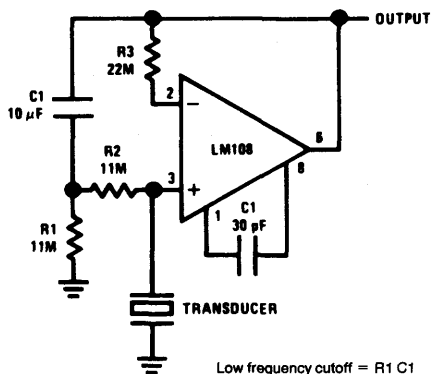 OUTPUT
R3
22M
C1
10 μF
2
LM108
6
8
R2
11M
3
C1
30 pF
1
R1
11M
TRANSDUCER
Low frequency cutoff = R1 C1